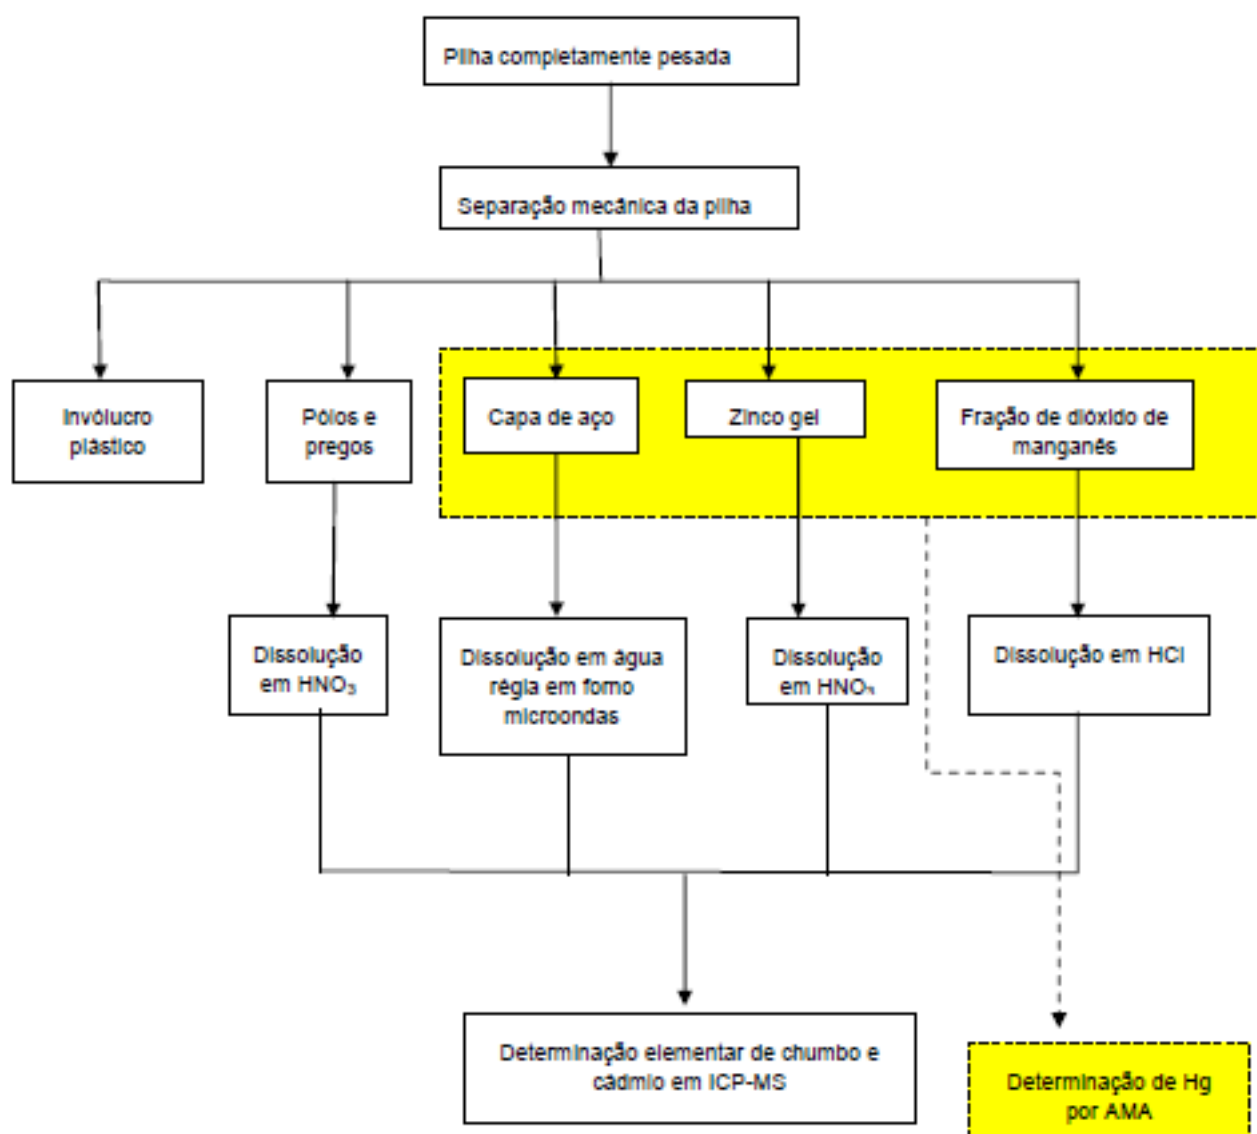 Pilha completamente pesada
Separação mecânica da pilha
Invólucro
plástico
Pólos e
pregos
Capa de aço
Zinco gel
Fração de dióxido de
manganês
Dissolução
em HNO₃
Dissolução em água
régia em forno
microondas
Dissolução
em HNO₃
Dissolução em HCl
Determinação elementar de chumbo e
cádmio em ICP-MS
Determinação de Hg
por AMA